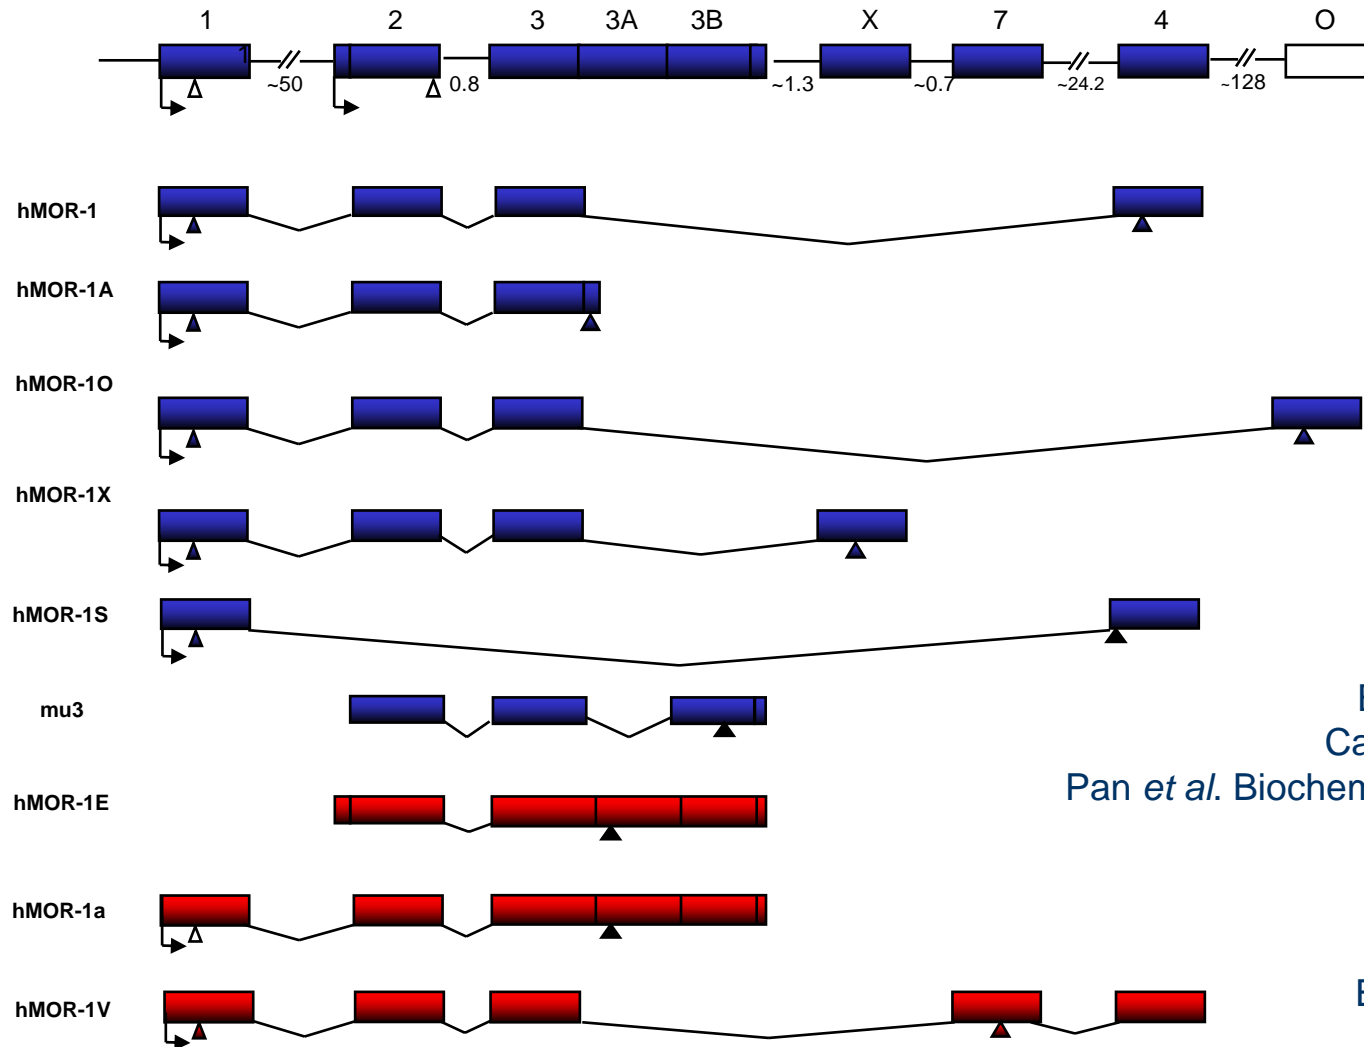 1 2 3 3A 3B X 7 4 O
1
~50 0.8 ~1.3 ~0.7 ~24.2 ~128
hMOR-1
hMOR-1A
hMOR-1O
hMOR-1X
hMOR-1S
mu3
E
Ca
Pan et al. Biochem
hMOR-1E
hMOR-1a
E
hMOR-1V